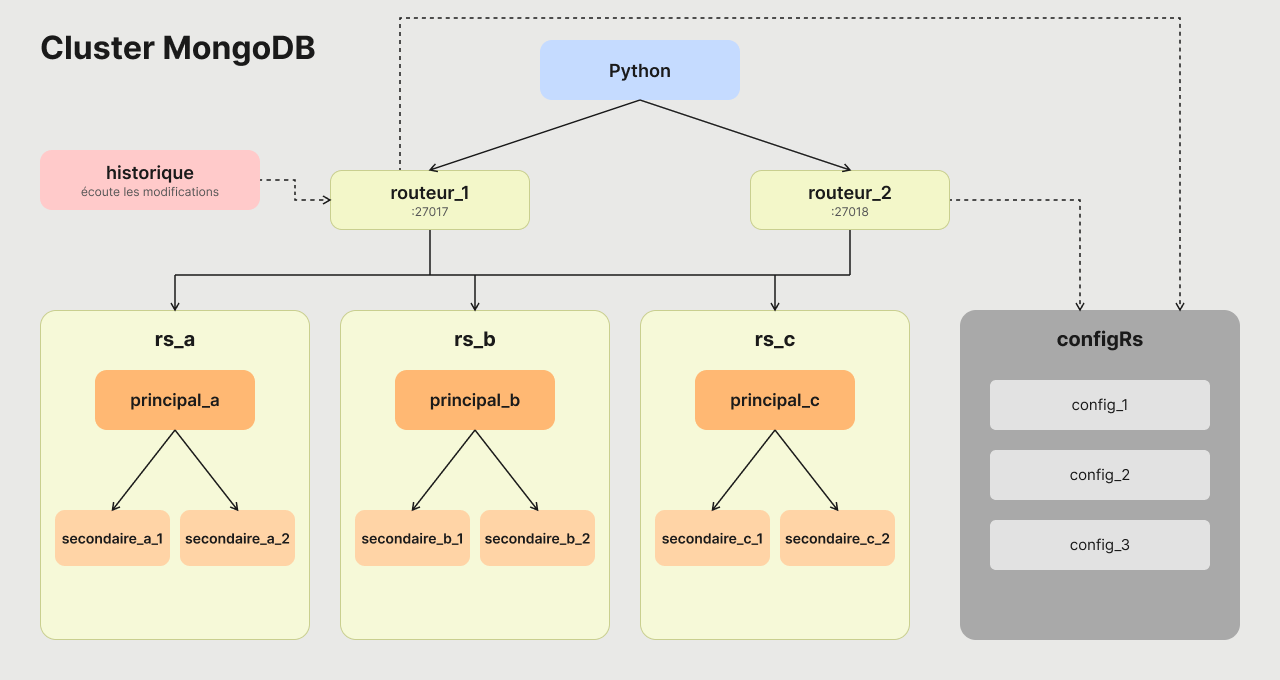 Cluster MongoDB
Python
historique
écoute les modifications
routeur_1
:27017
routeur_2
:27018
rs_a
principal_a
secondaire_a_1
secondaire_a_2
rs_b
principal_b
secondaire_b_1
secondaire_b_2
rs_c
principal_c
secondaire_c_1
secondaire_c_2
configRs
config_1
config_2
config_3